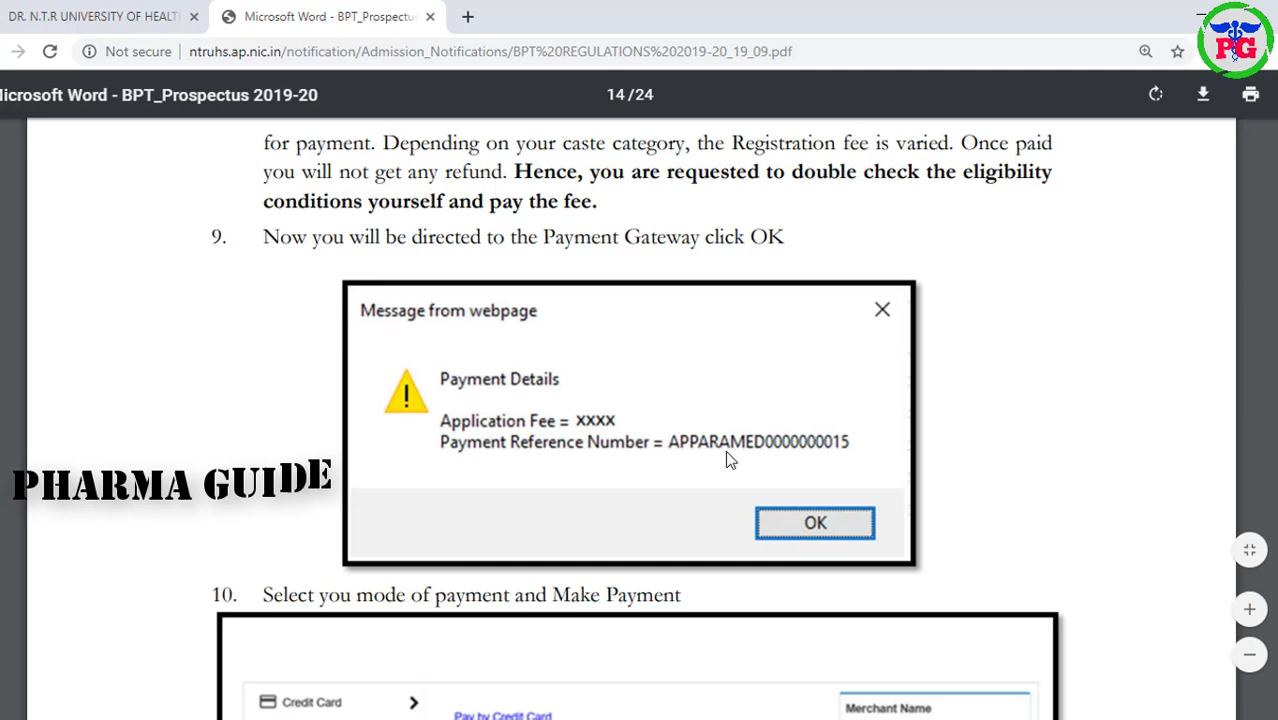 DR. N.T.R UNIVERSITY OF HEALT
Microsoft Word - BPT_Prospectus
PG
Not secure
ntruhs.ap.nic.in/notification/Admission_Notifications/BPT%20REGULATIONS%202019-20_19_09.pdf
Microsoft Word - BPT_Prospectus 2019-20
14 / 24
for payment. Depending on your caste category, the Registration fee is varied. Once paid
you will not get any refund. Hence, you are requested to double check the eligibility
conditions yourself and pay the fee.
9. Now you will be directed to the Payment Gateway click OK
Message from webpage
Payment Details
Application Fee = XXXX
Payment Reference Number = APPARAMED0000000015
PHARMA GUIDE
OK
10. Select you mode of payment and Make Payment
Credit Card
Pay by Credit Card
Merchant Name